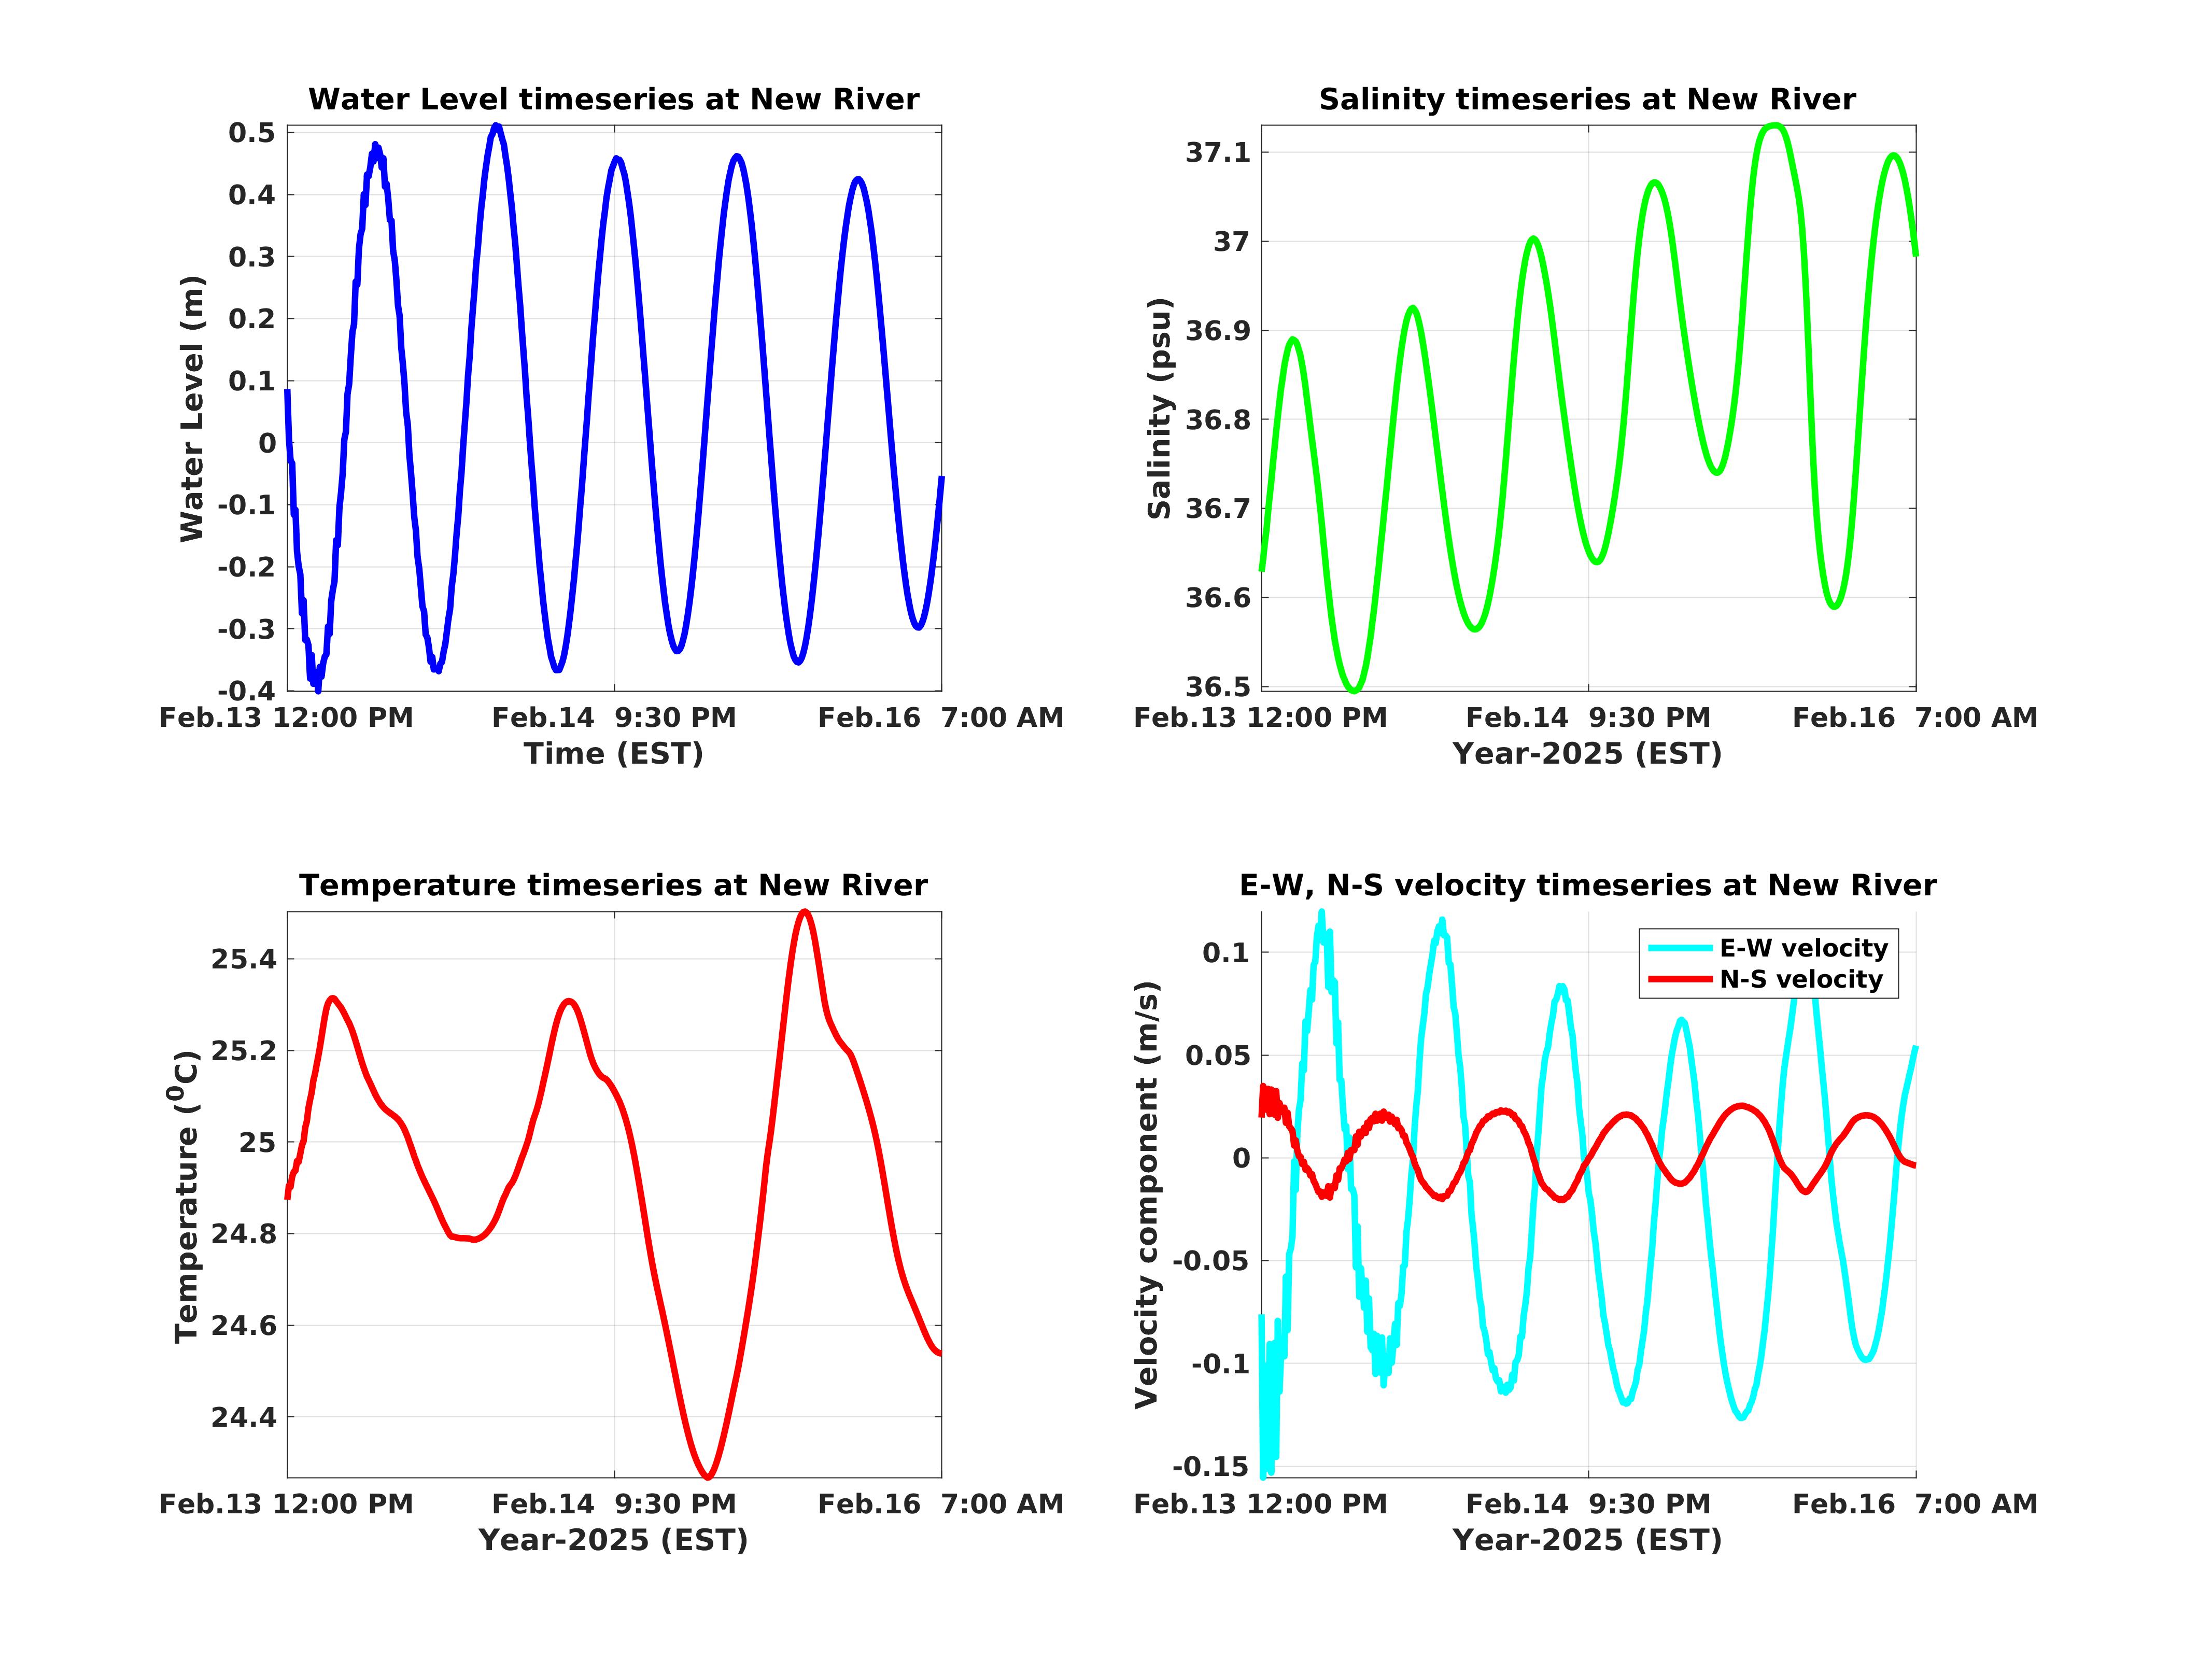 Water Level timeseries at New River
0.5
0.4
0.3
0.2
0.1
0
-0.1
-0.2
-0.3
-0.4
Water Level (m)
Feb.13 12:00 PM Feb.14 9:30 PM Feb.16 7:00 AM
Time (EST)
Salinity timeseries at New River
37.1
37
36.9
36.8
36.7
36.6
36.5
Salinity (psu)
Feb.13 12:00 PM Feb.14 9:30 PM Feb.16 7:00 AM
Year-2025 (EST)
Temperature timeseries at New River
25.4
25.2
25
24.8
24.6
24.4
Temperature (⁰C)
Feb.13 12:00 PM Feb.14 9:30 PM Feb.16 7:00 AM
Year-2025 (EST)
E-W, N-S velocity timeseries at New River
E-W velocity
N-S velocity
0.1
0.05
0
-0.05
-0.1
-0.15
Velocity component (m/s)
Feb.13 12:00 PM Feb.14 9:30 PM Feb.16 7:00 AM
Year-2025 (EST)